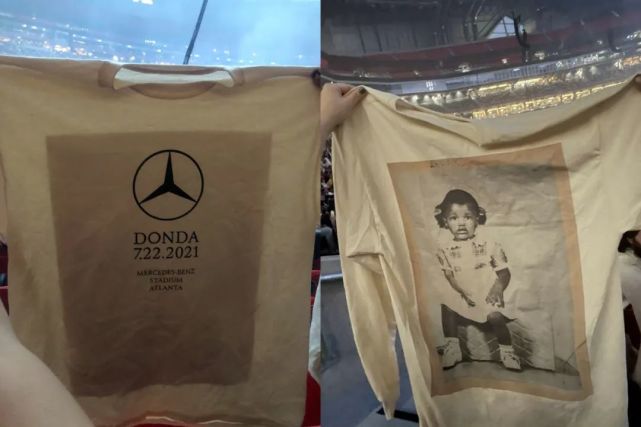 DONDA
7.22.2021
MERCEDES-BENZ
STADIUM
ATLANTA